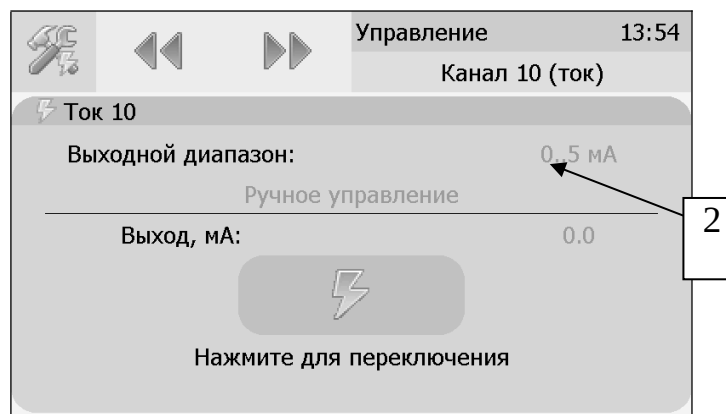 Управление 13:54
Канал 10 (ток)
Ток 10
Выходной диапазон: 0..5 мА
Ручное управление
Выход, мА: 0.0
Нажмите для переключения
2